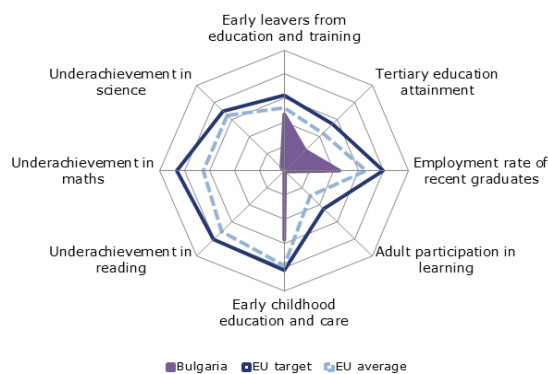 Early leavers from
education and training
Underachievement in
science
Tertiary education
attainment
Underachievement in
maths
Employment rate of
recent graduates
Underachievement in
reading
Adult participation in
learning
Early childhood
education and care
Bulgaria
EU target
EU average